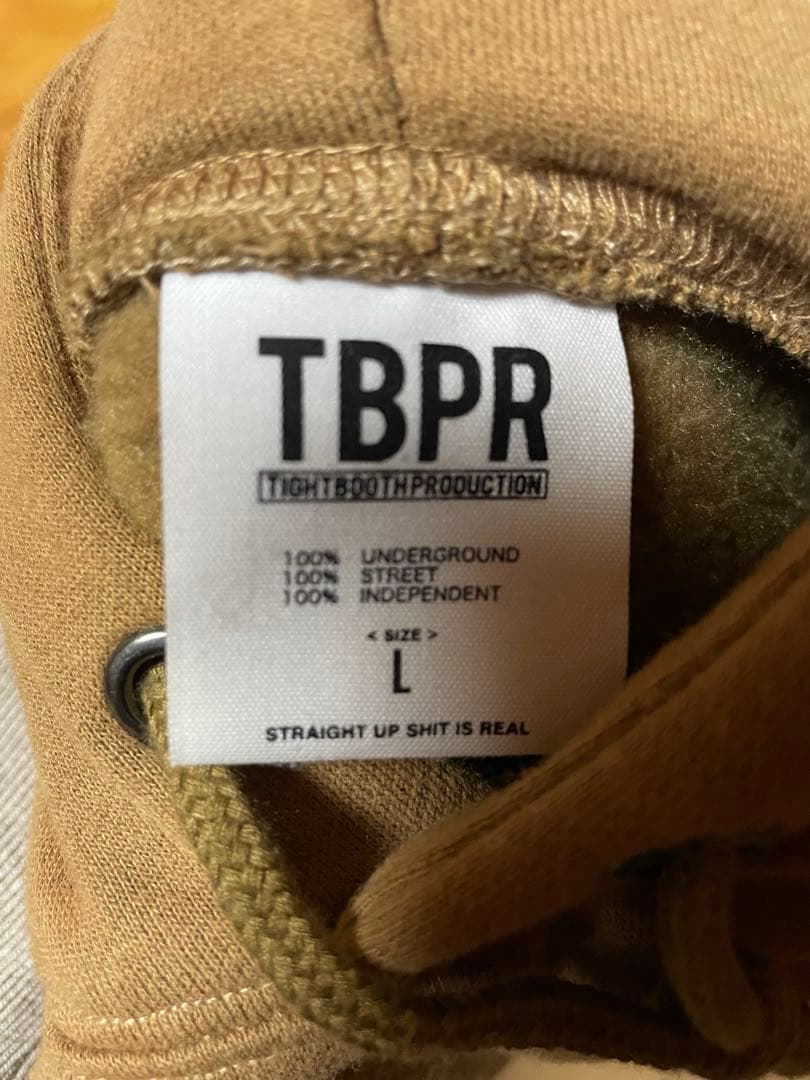 TBPR
TIGHTBOOTHPRODUCTION
100% UNDERGROUND
100% STREET
100% INDEPENDENT
< SIZE >
L
STRAIGHT UP SHIT IS REAL